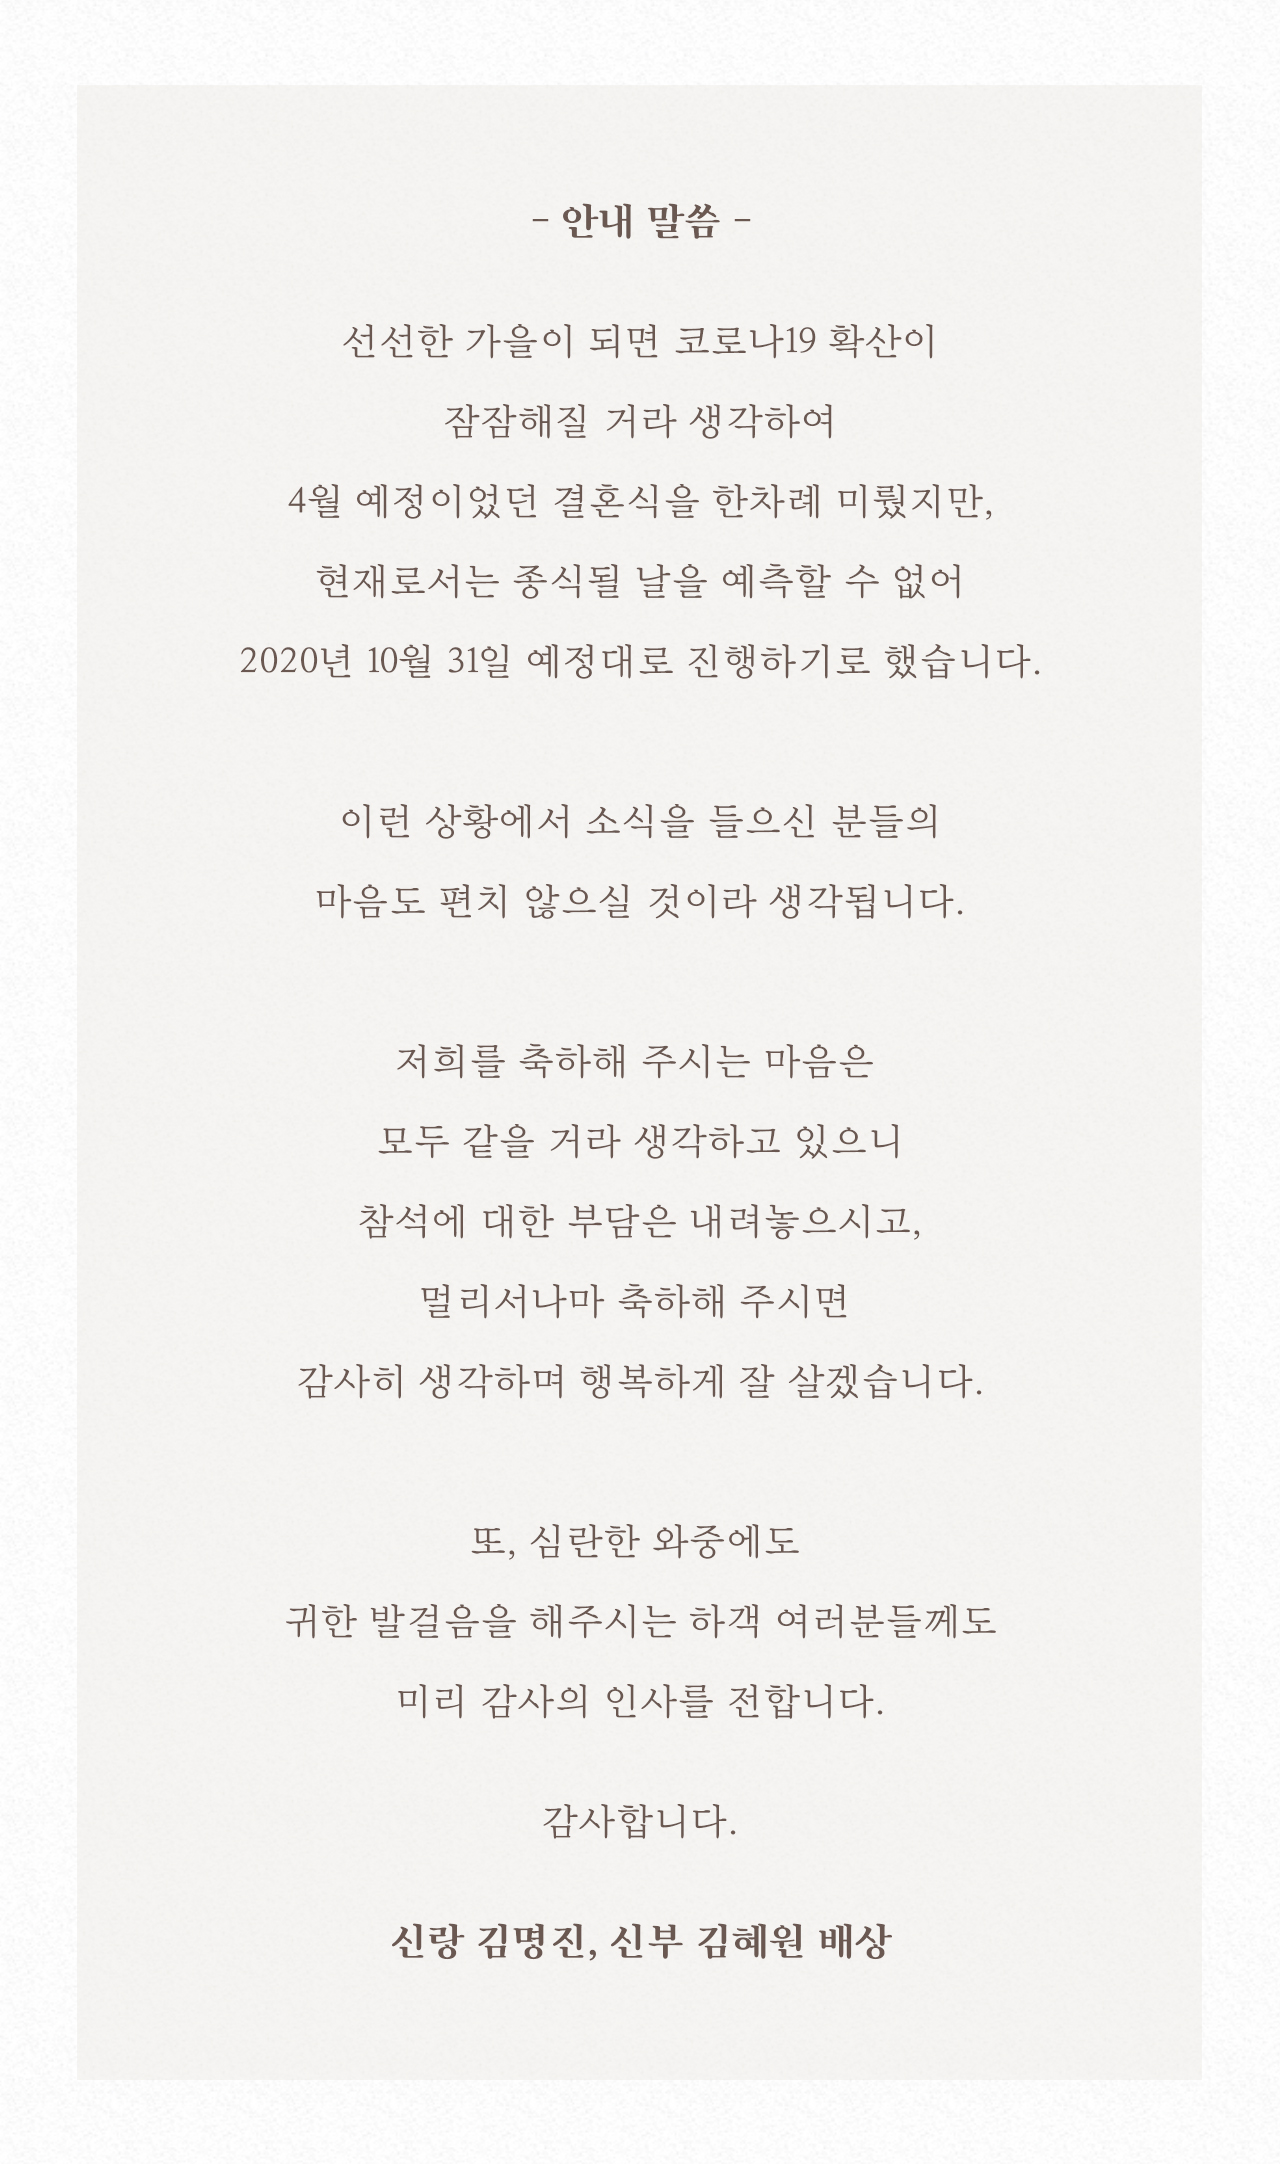 - 안내 말씀 -
선선한 가을이 되면 코로나19 확산이
잠잠해질 거라 생각하여
4월 예정이었던 결혼식을 한차례 미뤘지만,
현재로서는 종식될 날을 예측할 수 없어
2020년 10월 31일 예정대로 진행하기로 했습니다.
이런 상황에서 소식을 들으신 분들의
마음도 편치 않으실 것이라 생각됩니다.
저희를 축하해 주시는 마음은
모두 같을 거라 생각하고 있으니
참석에 대한 부담은 내려놓으시고,
멀리서나마 축하해 주시면
감사히 생각하며 행복하게 잘 살겠습니다.
또, 심란한 와중에도
귀한 발걸음을 해주시는 하객 여러분들께도
미리 감사의 인사를 전합니다.
감사합니다.
신랑 김명진, 신부 김혜원 배상